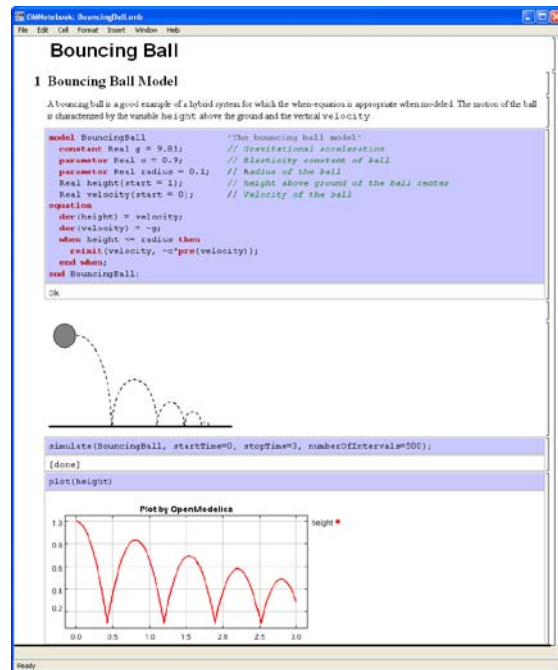 OMNotebook: BouncingBall.onb
File Edit Cell Format Insert Window Help
Bouncing Ball
1 Bouncing Ball Model
A bouncing ball is a good example of a hybrid system for which the when-equation is appropriate when modeled. The motion of the ball
is characterized by the variable height above the ground and the vertical velocity
model BouncingBall "The bouncing ball model"
constant Real g = 9.81; // Gravitational acceleration
parameter Real c = 0.9; // Elasticity constant of ball
parameter Real radius = 0.1; // Radius of the ball
Real height(start = 1); // height above ground of the ball center
Real velocity(start = 0); // Velocity of the ball
equation
der(height) = velocity;
der(velocity) = -g;
when height <= radius then
reinit(velocity, -c*pre(velocity));
end when;
end BouncingBall;
Ok
simulate(BouncingBall, startTime=0, stopTime=3, numberOfIntervals=500);
[done]
plot(height)
Plot by OpenModelica
height
1.0
0.8
0.6
0.4
0.2
0.0 0.5 1.0 1.5 2.0 2.5 3.0
Ready